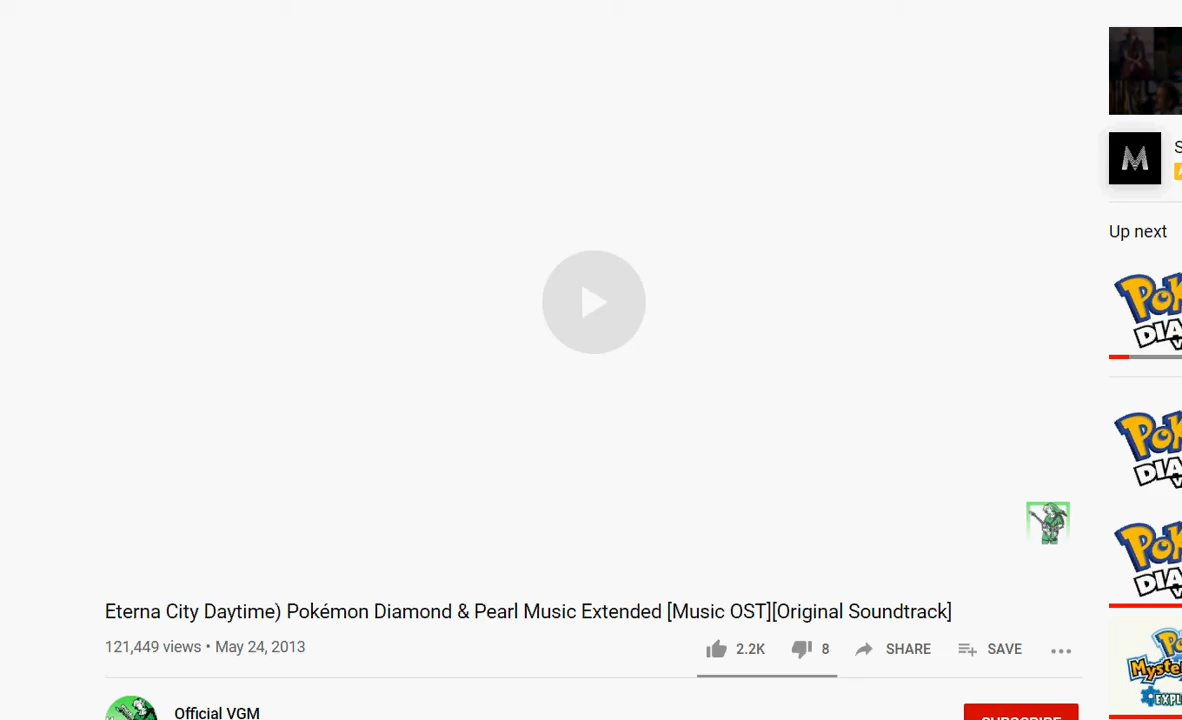 Up next
Eterna City Daytime) Pokémon Diamond & Pearl Music Extended [Music OST][Original Soundtrack]
121,449 views • May 24, 2013
2.2K
8
SHARE
SAVE
Official VGM
SUBSCRIBE